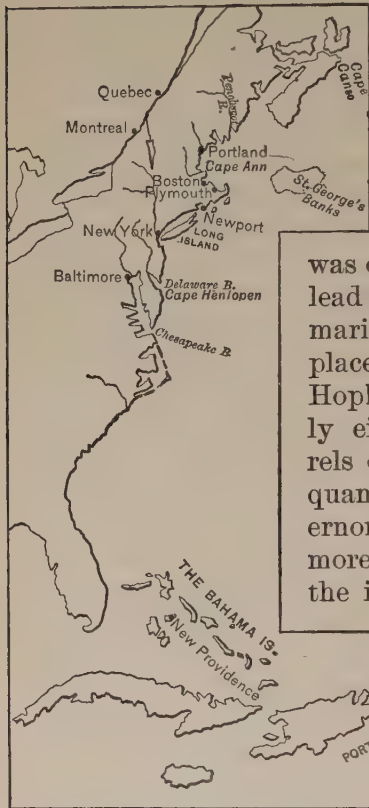 Quebec
Montreal
Penobscot
R.
Cape
Canso
Portland
Cape Ann
Boston
Plymouth
St. George's
Banks
Newport
New York
LONG
ISLAND
Baltimore
Delaware B.
Cape Henlopen
Chesapeake B.
THE BAHAMA IS.
New Providence
PORT
was
lead
mari
place
Hopk
ly ei
rels
quan
ernor
more
the i